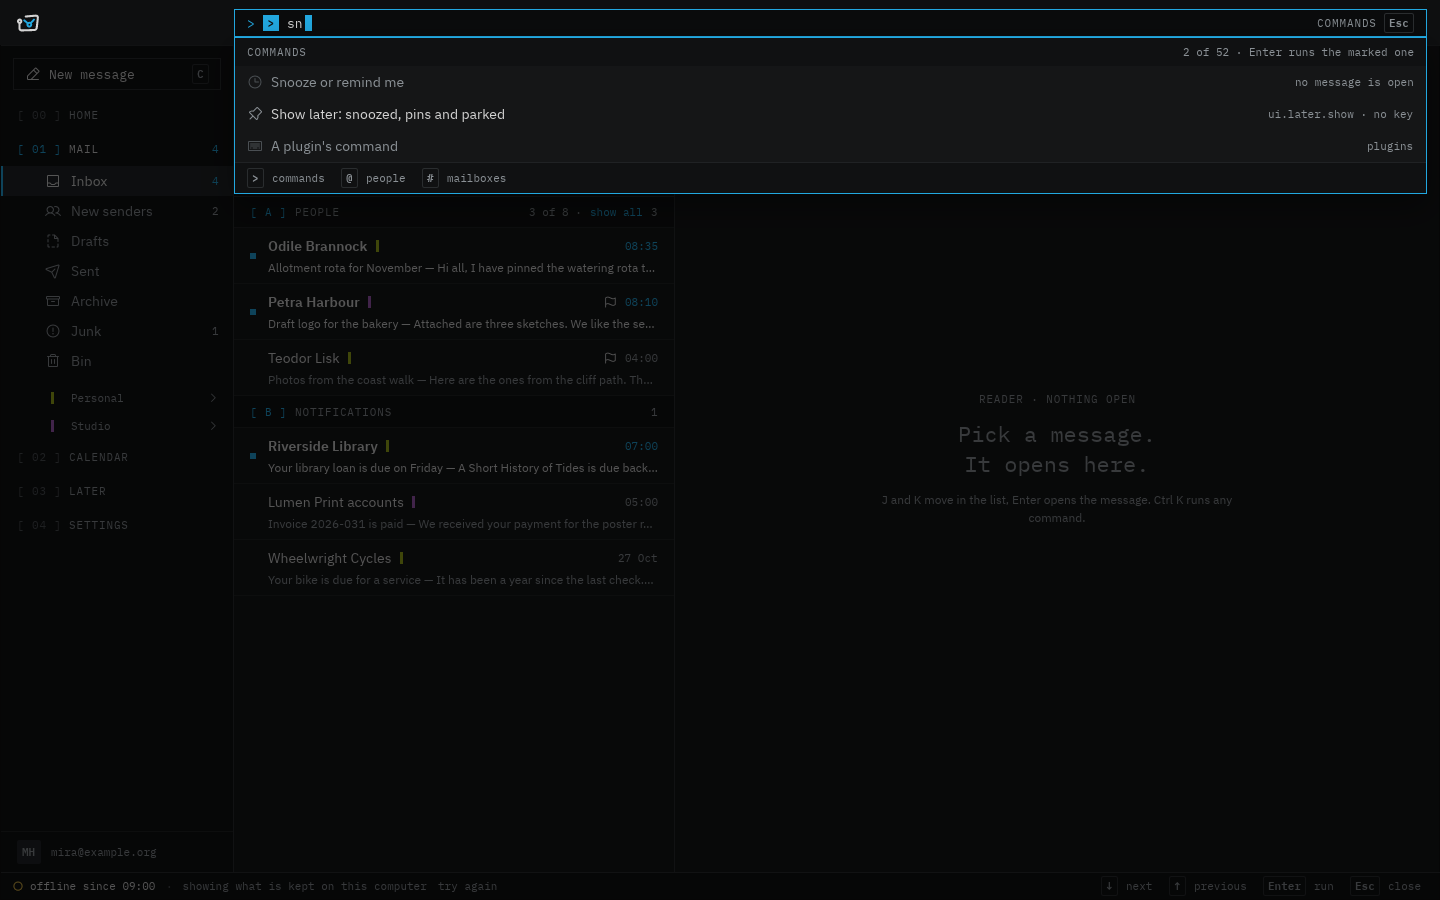 > > sn COMMANDS Esc
COMMANDS 2 of 52 · Enter runs the marked one
Snooze or remind me no message is open
Show later: snoozed, pins and parked ui.later.show · no key
A plugin's command plugins
> commands @ people # mailboxes
New message C
[ 00 ] HOME
[ 01 ] MAIL 4
Inbox 4
New senders 2
Drafts
Sent
Archive
Junk 1
Bin
Personal
Studio
[ 02 ] CALENDAR
[ 03 ] LATER
[ 04 ] SETTINGS
MH mira@example.org
[ A ] PEOPLE 3 of 8 · show all 3
Odile Brannock 08:35
Allotment rota for November — Hi all, I have pinned the watering rota t…
Petra Harbour 08:10
Draft logo for the bakery — Attached are three sketches. We like the se…
Teodor Lisk 04:00
Photos from the coast walk — Here are the ones from the cliff path. Th…
[ B ] NOTIFICATIONS 1
Riverside Library 07:00
Your library loan is due on Friday — A Short History of Tides is due back…
Lumen Print accounts 05:00
Invoice 2026-031 is paid — We received your payment for the poster r…
Wheelwright Cycles 27 Oct
Your bike is due for a service — It has been a year since the last check.…
READER · NOTHING OPEN
Pick a message.
It opens here.
J and K move in the list, Enter opens the message. Ctrl K runs any
command.
offline since 09:00 · showing what is kept on this computer try again
↓ next ↑ previous Enter run Esc close